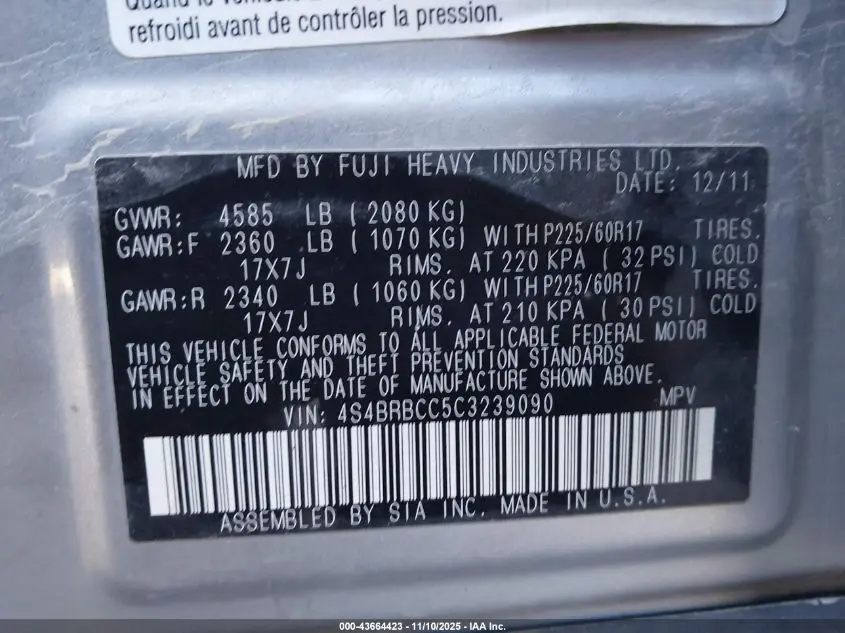 refroidi avant de contrôler la pression.
MFD BY FUJI HEAVY INDUSTRIES LTD.
DATE: 12/11
GVWR: 4585 LB ( 2080 KG)
GAWR:F 2360 LB ( 1070 KG) WITH P225/60R17 TIRES.
17X7J RIMS, AT 220 KPA ( 32 PSI) COLD
GAWR:R 2340 LB ( 1060 KG) WITH P225/60R17 TIRES.
17X7J RIMS, AT 210 KPA ( 30 PSI) COLD
THIS VEHICLE CONFORMS TO ALL APPLICABLE FEDERAL MOTOR
VEHICLE SAFETY AND THEFT PREVENTION STANDARDS
IN EFFECT ON THE DATE OF MANUFACTURE SHOWN ABOVE.
VIN: 4S4BRBCC5C3239090 MPV
ASSEMBLED BY SIA INC. MADE IN U.S.A.
000-43664423 - 11/10/2025 - IAA Inc.